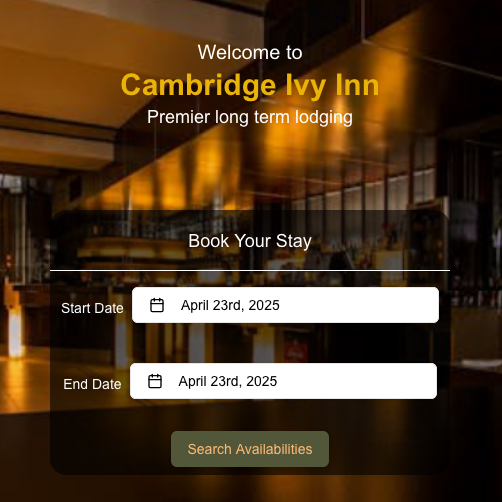 Welcome to
Cambridge Ivy Inn
Premier long term lodging
Book Your Stay
Start Date April 23rd, 2025
End Date April 23rd, 2025
Search Availabilities